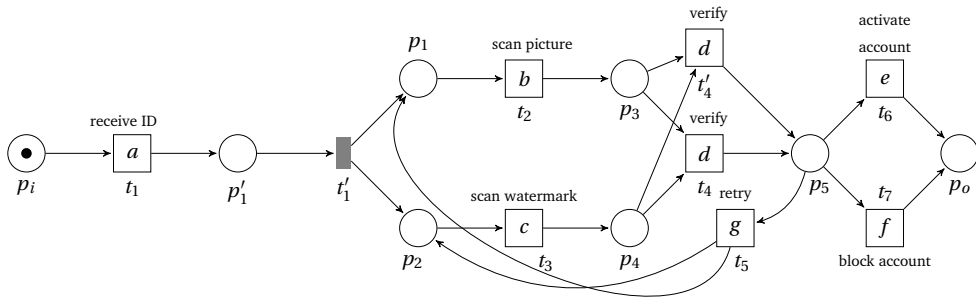 verify
activate
account
p₁
scan picture
b
t₂
p₃
d
t′₄
e
t₆
receive ID
a
t₁
pᵢ
p′₁
t′₁
verify
d
t₄
p₅
pₒ
scan watermark
c
t₃
p₂
p₄
retry
g
t₅
t₇
f
block account